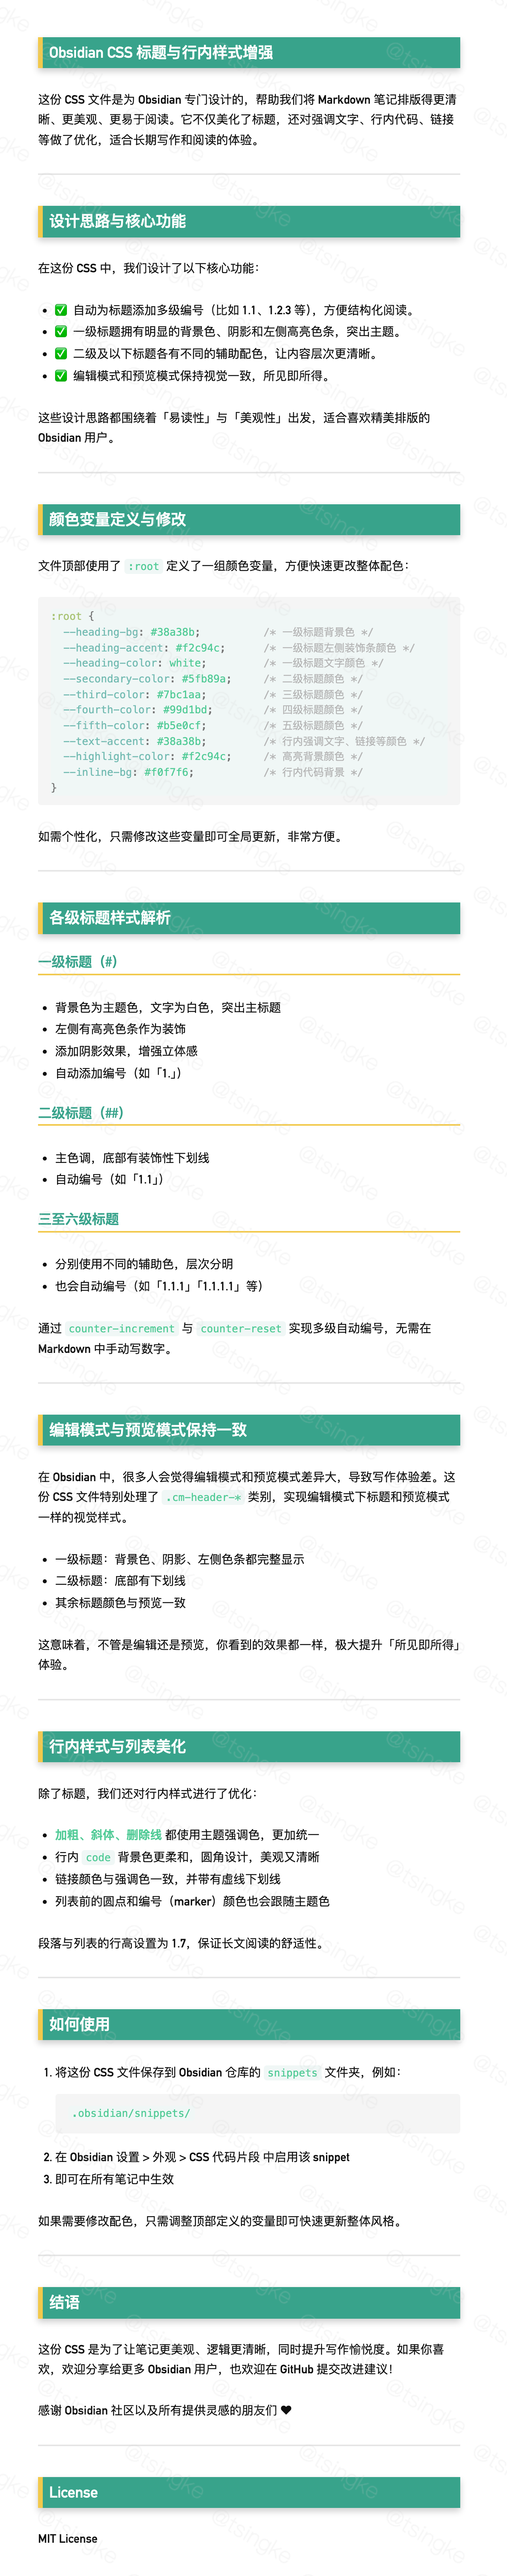 Obsidian CSS 标题与行内样式增强
这份 CSS 文件是为 Obsidian 专门设计的，帮助我们将 Markdown 笔记排版得更清
晰、更美观、更易于阅读。它不仅美化了标题，还对强调文字、行内代码、链接
等做了优化，适合长期写作和阅读的体验。
设计思路与核心功能
在这份 CSS 中，我们设计了以下核心功能：
• ✅ 自动为标题添加多级编号（比如 1.1、1.2.3 等），方便结构化阅读。
• ✅ 一级标题拥有明显的背景色、阴影和左侧高亮色条，突出主题。
• ✅ 二级及以下标题各有不同的辅助配色，让内容层次更清晰。
• ✅ 编辑模式和预览模式保持视觉一致，所见即所得。
这些设计思路都围绕着「易读性」与「美观性」出发，适合喜欢精美排版的
Obsidian 用户。
颜色变量定义与修改
文件顶部使用了 :root 定义了一组颜色变量，方便快速更改整体配色：
:root {
--heading-bg: #38a38b; /* 一级标题背景色 */
--heading-accent: #f2c94c; /* 一级标题左侧装饰条颜色 */
--heading-color: white; /* 一级标题文字颜色 */
--secondary-color: #5fb89a; /* 二级标题颜色 */
--third-color: #7bc1aa; /* 三级标题颜色 */
--fourth-color: #99d1bd; /* 四级标题颜色 */
--fifth-color: #b5e0cf; /* 五级标题颜色 */
--text-accent: #38a38b; /* 行内强调文字、链接等颜色 */
--highlight-color: #f2c94c; /* 高亮背景颜色 */
--inline-bg: #f0f7f6; /* 行内代码背景 */
}
如需个性化，只需修改这些变量即可全局更新，非常方便。
各级标题样式解析
一级标题（#）
• 背景色为主题色，文字为白色，突出主标题
• 左侧有高亮色条作为装饰
• 添加阴影效果，增强立体感
• 自动添加编号（如「1.」）
二级标题（##）
• 主色调，底部有装饰性下划线
• 自动编号（如「1.1」）
三至六级标题
• 分别使用不同的辅助色，层次分明
• 也会自动编号（如「1.1.1」「1.1.1.1」等）
通过 counter-increment 与 counter-reset 实现多级自动编号，无需在
Markdown 中手动写数字。
编辑模式与预览模式保持一致
在 Obsidian 中，很多人会觉得编辑模式和预览模式差异大，导致写作体验差。这
份 CSS 文件特别处理了 .cm-header-* 类别，实现编辑模式下标题和预览模式
一样的视觉样式。
• 一级标题：背景色、阴影、左侧色条都完整显示
• 二级标题：底部有下划线
• 其余标题颜色与预览一致
这意味着，不管是编辑还是预览，你看到的效果都一样，极大提升「所见即所得」
体验。
行内样式与列表美化
除了标题，我们还对行内样式进行了优化：
• 加粗、斜体、删除线 都使用主题强调色，更加统一
• 行内 code 背景色更柔和，圆角设计，美观又清晰
• 链接颜色与强调色一致，并带有虚线下划线
• 列表前的圆点和编号（marker）颜色也会跟随主题色
段落与列表的行高设置为 1.7，保证长文阅读的舒适性。
如何使用
1. 将这份 CSS 文件保存到 Obsidian 仓库的 snippets 文件夹，例如：
.obsidian/snippets/
2. 在 Obsidian 设置 > 外观 > CSS 代码片段 中启用该 snippet
3. 即可在所有笔记中生效
如果需要修改配色，只需调整顶部定义的变量即可快速更新整体风格。
结语
这份 CSS 是为了让笔记更美观、逻辑更清晰，同时提升写作愉悦度。如果你喜
欢，欢迎分享给更多 Obsidian 用户，也欢迎在 GitHub 提交改进建议！
感谢 Obsidian 社区以及所有提供灵感的朋友们 ❤
License
MIT License
@tsingke